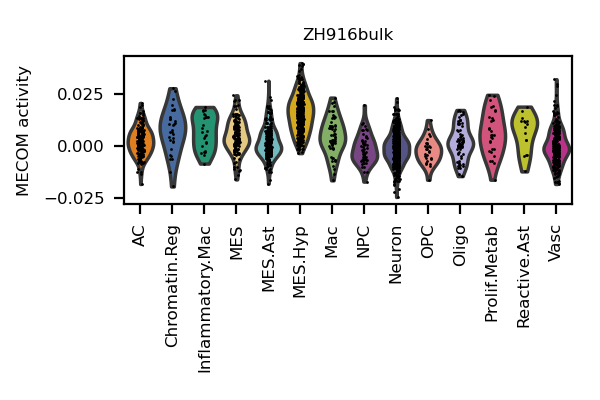 ZH916bulk
MECOM activity
0.025
0.000
−0.025
AC
Chromatin.Reg
Inflammatory.Mac
MES
MES.Ast
MES.Hyp
Mac
NPC
Neuron
OPC
Oligo
Prolif.Metab
Reactive.Ast
Vasc